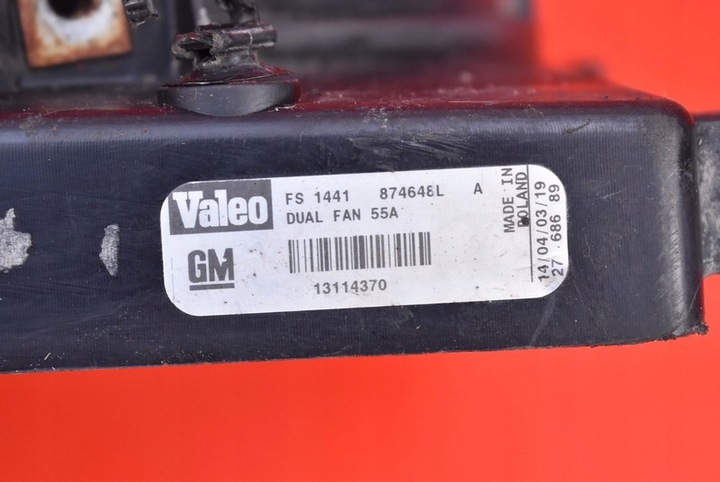 Valeo
FS 1441 874648L A
DUAL FAN 55A
GM
13114370
MADE IN
POLAND
14/04/03/19
27 686 89